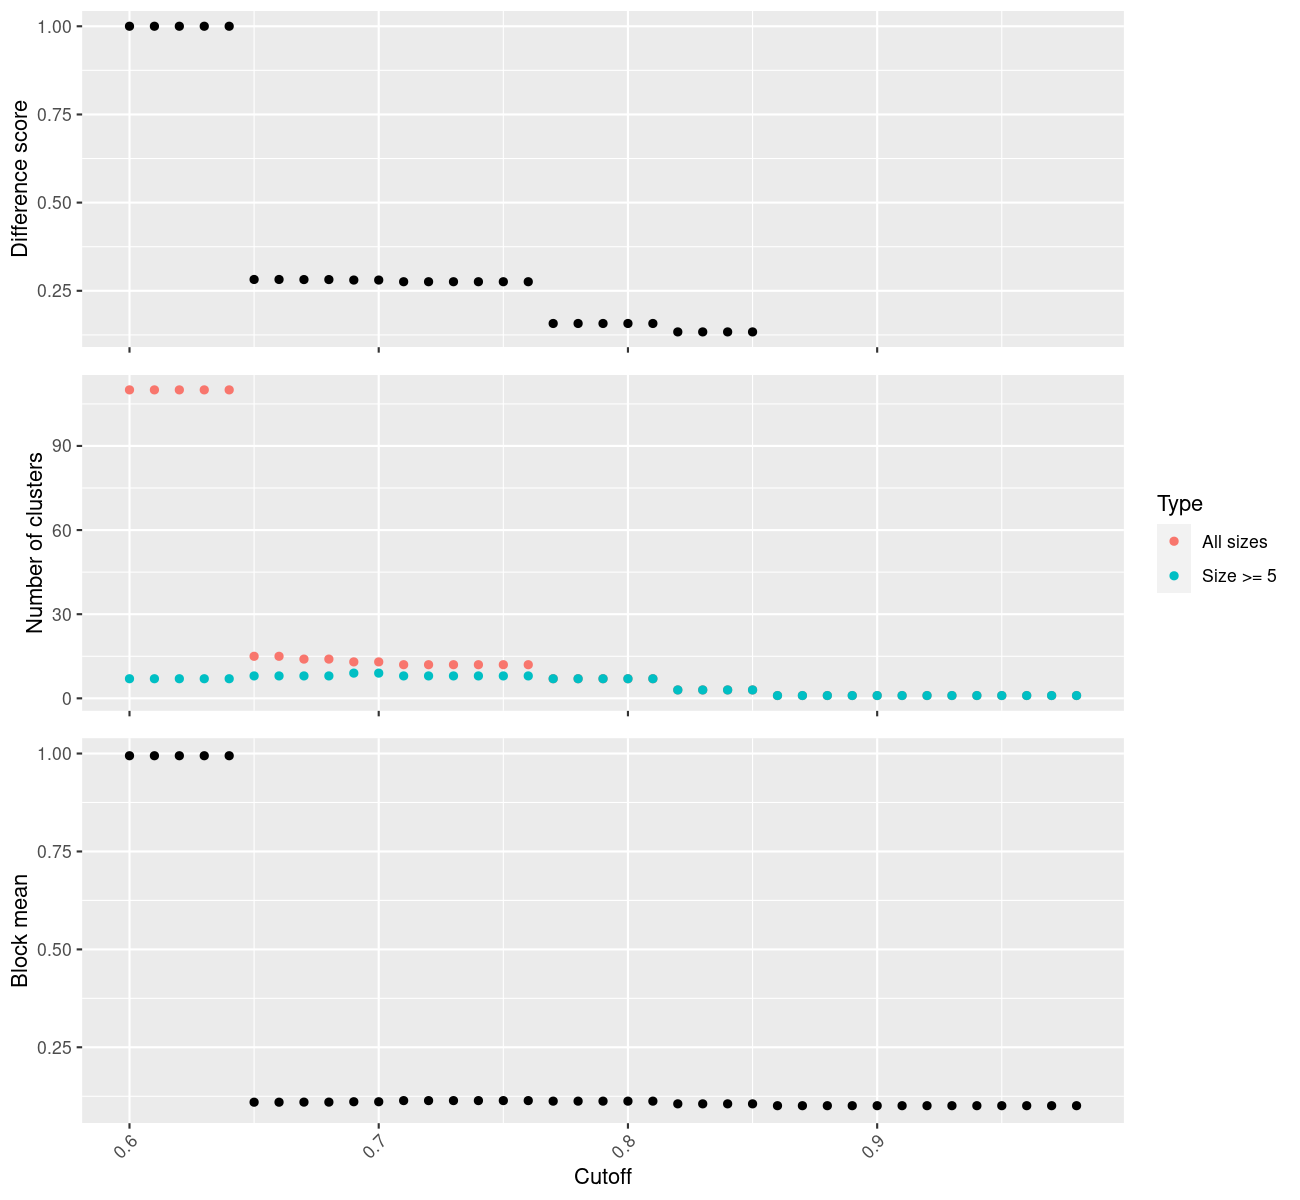 Difference score
1.00
0.75
0.50
0.25
Number of clusters
90
60
30
0
Type
All sizes
Size >= 5
Block mean
1.00
0.75
0.50
0.25
0.6
0.7
0.8
0.9
Cutoff